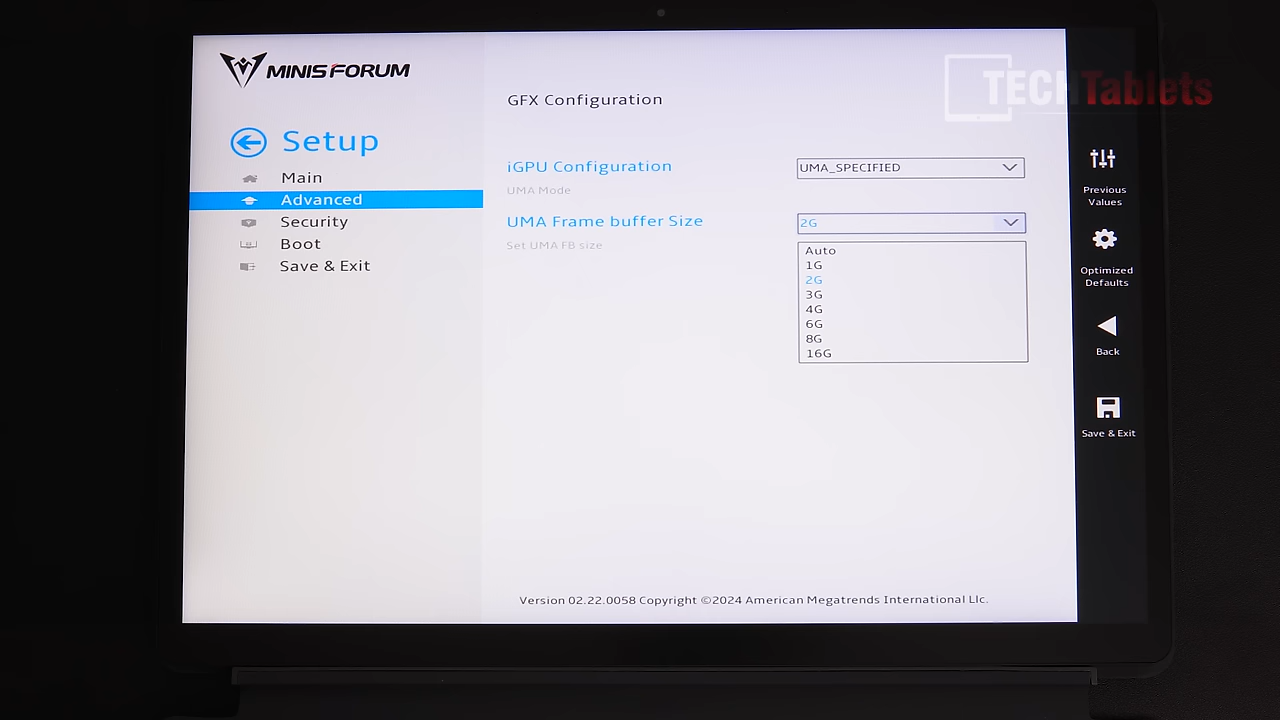 MINISFORUM
TECHTablets
GFX Configuration
Setup
Main
Advanced
Security
Boot
Save & Exit
iGPU Configuration
UMA_SPECIFIED
UMA Mode
UMA Frame buffer Size
2G
Set UMA FB size
Auto
1G
2G
3G
4G
6G
8G
16G
Previous
Values
Optimized
Defaults
Back
Save & Exit
Version 02.22.0058 Copyright ©2024 American Megatrends International Llc.